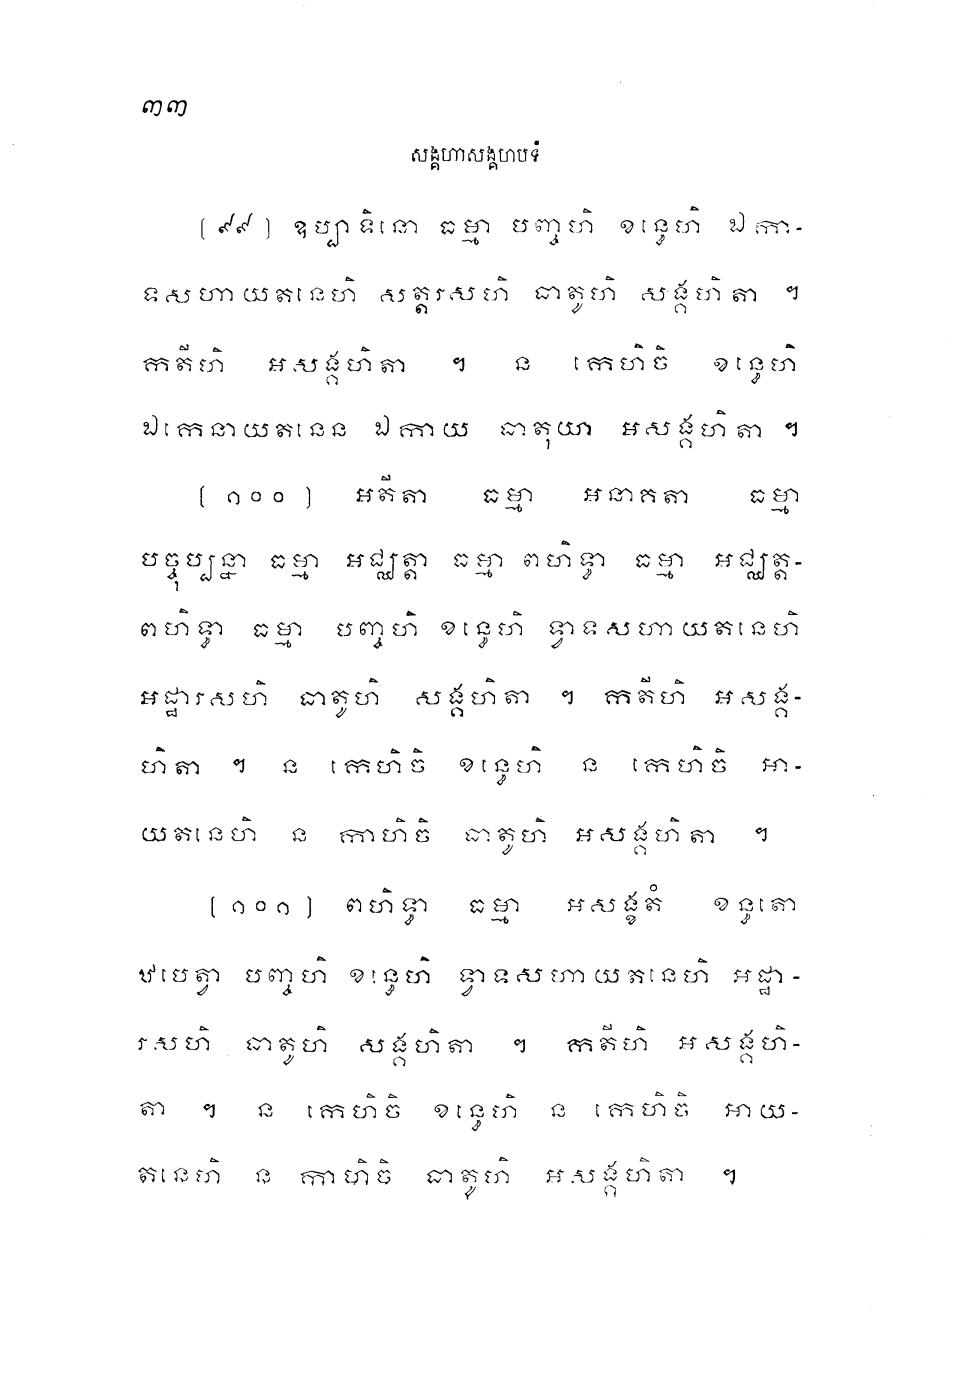 ៣៣
សង្គហាសង្គហបទំ
(៩៩) ឧប្បាទិនោ ធម្មា បញ្ចហិ ខន្ធេហិ ឯកា-
ទសហាយតនេហិ សត្តរសហិ ធាតូហិ សង្គហិតា ។
កតីហិ អសង្គហិតា ។ ន កេហិចិ ខន្ធេហិ
ឯកេនាយតនេន ឯកាយ ធាតុយា អសង្គហិតា ។
(១០០) អតីតា ធម្មា អនាគតា ធម្មា
បច្ចុប្បន្នា ធម្មា អជ្ឈត្តា ធម្មា ពហិទ្ធា ធម្មា អជ្ឈត្ត-
ពហិទ្ធា ធម្មា បញ្ចហិ ខន្ធេហិ ទ្វាទសហាយតនេហិ
អដ្ឋារសហិ ធាតូហិ សង្គហិតា ។ កតីហិ អសង្គ-
ហិតា ។ ន កេហិចិ ខន្ធេហិ ន កេហិចិ អា-
យតនេហិ ន កាហិចិ ធាតូហិ អសង្គហិតា ។
(១០១) ពហិទ្ធា ធម្មា អសង្ខតំ ខន្ធតោ
ឋបេត្វា បញ្ចហិ ខន្ធេហិ ទ្វាទសហាយតនេហិ អដ្ឋា-
រសហិ ធាតូហិ សង្គហិតា ។ កតីហិ អសង្គហិ-
តា ។ ន កេហិចិ ខន្ធេហិ ន កេហិចិ អាយ-
តនេហិ ន កាហិចិ ធាតូហិ អសង្គហិតា ។